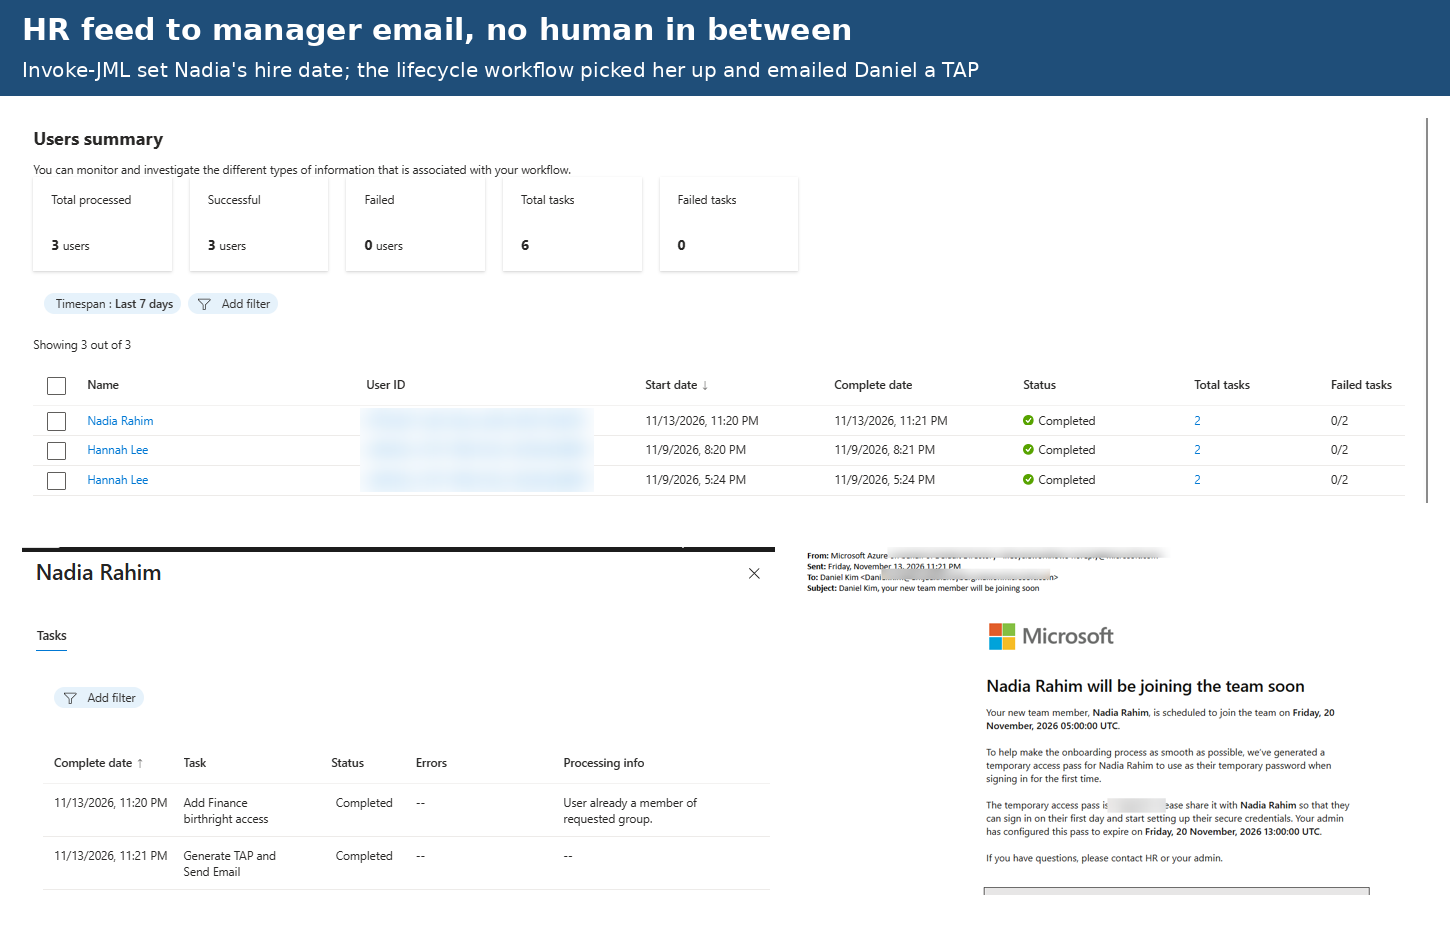 HR feed to manager email, no human in between
Invoke-JML set Nadia's hire date; the lifecycle workflow picked her up and emailed Daniel a TAP
Users summary
You can monitor and investigate the different types of information that is associated with your workflow.
Total processed
3 users
Successful
3 users
Failed
0 users
Total tasks
6
Failed tasks
0
Timespan : Last 7 days
Add filter
Showing 3 out of 3
Name User ID Start date ↓ Complete date Status Total tasks Failed tasks
Nadia Rahim 11/13/2026, 11:20 PM 11/13/2026, 11:21 PM Completed 2 0/2
Hannah Lee 11/9/2026, 8:20 PM 11/9/2026, 8:21 PM Completed 2 0/2
Hannah Lee 11/9/2026, 5:24 PM 11/9/2026, 5:24 PM Completed 2 0/2
Nadia Rahim
Tasks
Add filter
Complete date ↑ Task Status Errors Processing info
11/13/2026, 11:20 PM Add Finance Completed -- User already a member of
birthright access requested group.
11/13/2026, 11:21 PM Generate TAP and Completed -- --
Send Email
From: Microsoft Azure
Sent: Friday, November 13, 2026 11:21 PM
To: Daniel Kim
Subject: Daniel Kim, your new team member will be joining soon
Microsoft
Nadia Rahim will be joining the team soon
Your new team member, Nadia Rahim, is scheduled to join the team on Friday, 20
November, 2026 05:00:00 UTC.
To help make the onboarding process as smooth as possible, we've generated a
temporary access pass for Nadia Rahim to use as their temporary password when
signing in for the first time.
The temporary access pass is ease share it with Nadia Rahim so that they
can sign in on their first day and start setting up their secure credentials. Your admin
has configured this pass to expire on Friday, 20 November, 2026 13:00:00 UTC.
If you have questions, please contact HR or your admin.